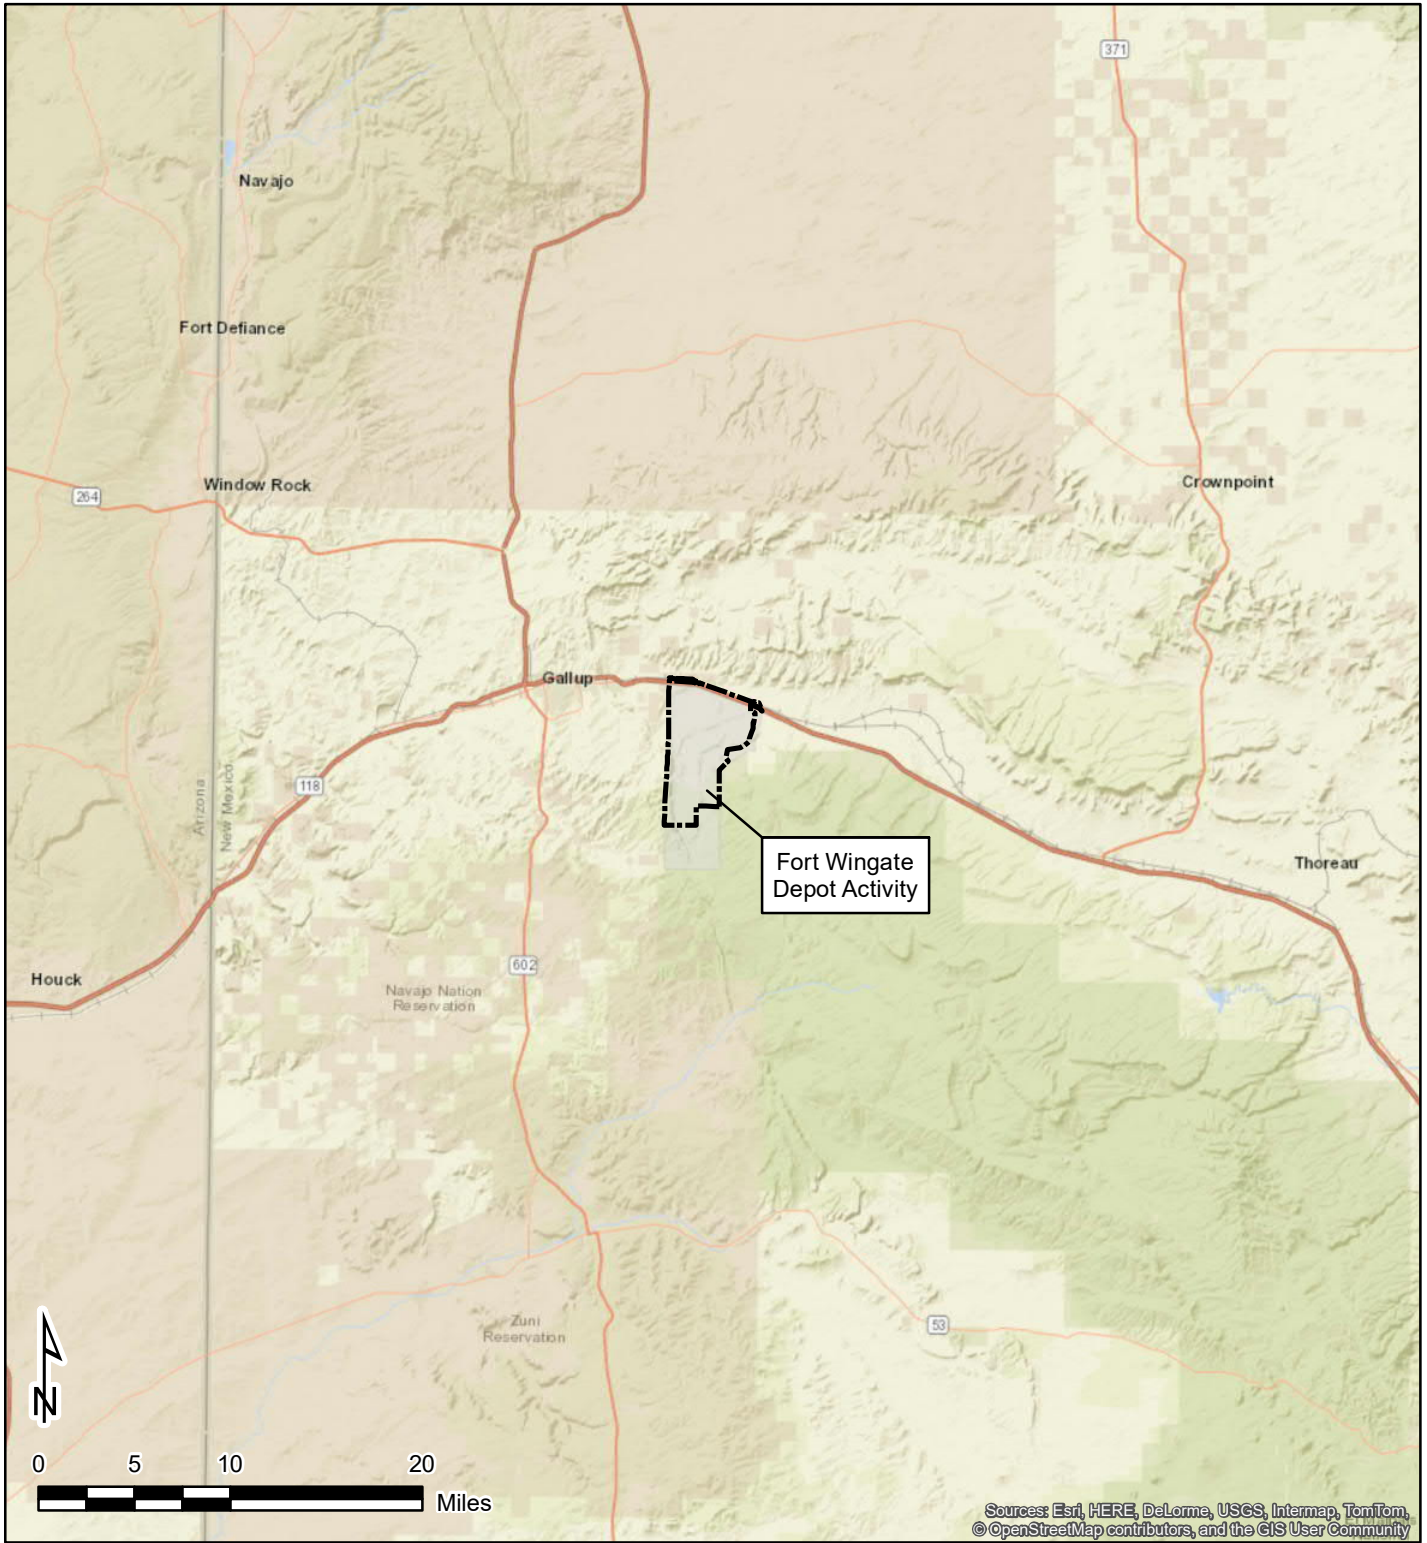 371
Navajo
Fort Defiance
Window Rock
264
Crownpoint
Gallup
118
Arizona
New Mexico
Fort Wingate
Depot Activity
Thoreau
602
Houck
Navajo Nation
Reservation
Zuni
Reservation
53
N
0 5 10 20
Miles
Sources: Esri, HERE, DeLorme, USGS, Intermap, TomTom,
© OpenStreetMap contributors, and the GIS User Community